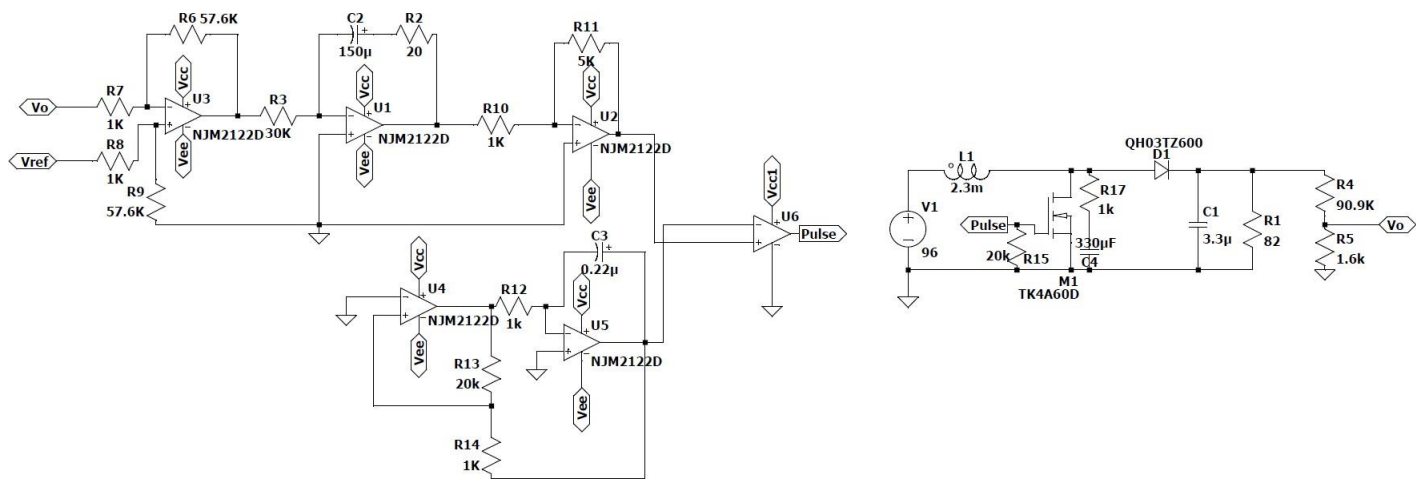 R6 57.6K
C2
R2
150µ
20
R11
5K
Vcc
Vcc
Vcc
Vo
R7
1K
U3
NJM2122D
R3
30K
U1
NJM2122D
R10
1K
U2
NJM2122D
Vref
R8
1K
Vee
Vee
Vee
R9
57.6K
Vcc1
U6
Pulse
C3
0.22µ
Vcc
Vcc
U4
NJM2122D
R12
1k
U5
NJM2122D
Vee
Vee
R13
20k
R14
1K
QH03TZ600
D1
L1
2.3m
R17
1k
V1
96
Pulse
20k
R15
330µF
C4
M1
TK4A60D
C1
3.3µ
R1
82
R4
90.9K
Vo
R5
1.6k